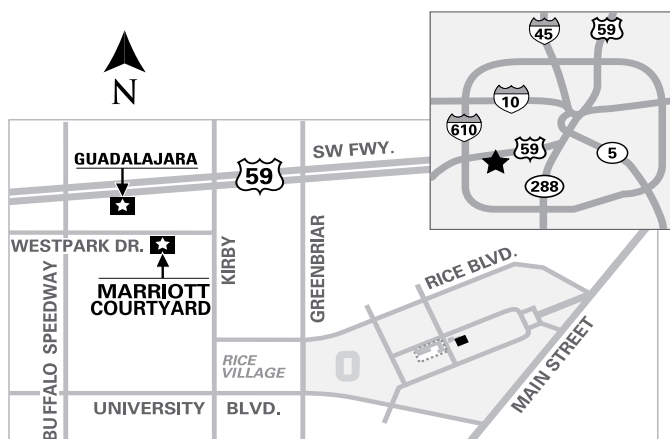 N
GUADALAJARA
SW FWY.
59
WESTPARK DR.
MARRIOTT
COURTYARD
BUFFALO SPEEDWAY
KIRBY
GREENBRIAR
RICE BLVD.
RICE
VILLAGE
UNIVERSITY BLVD.
MAIN STREET
45
59
10
610
59
5
288